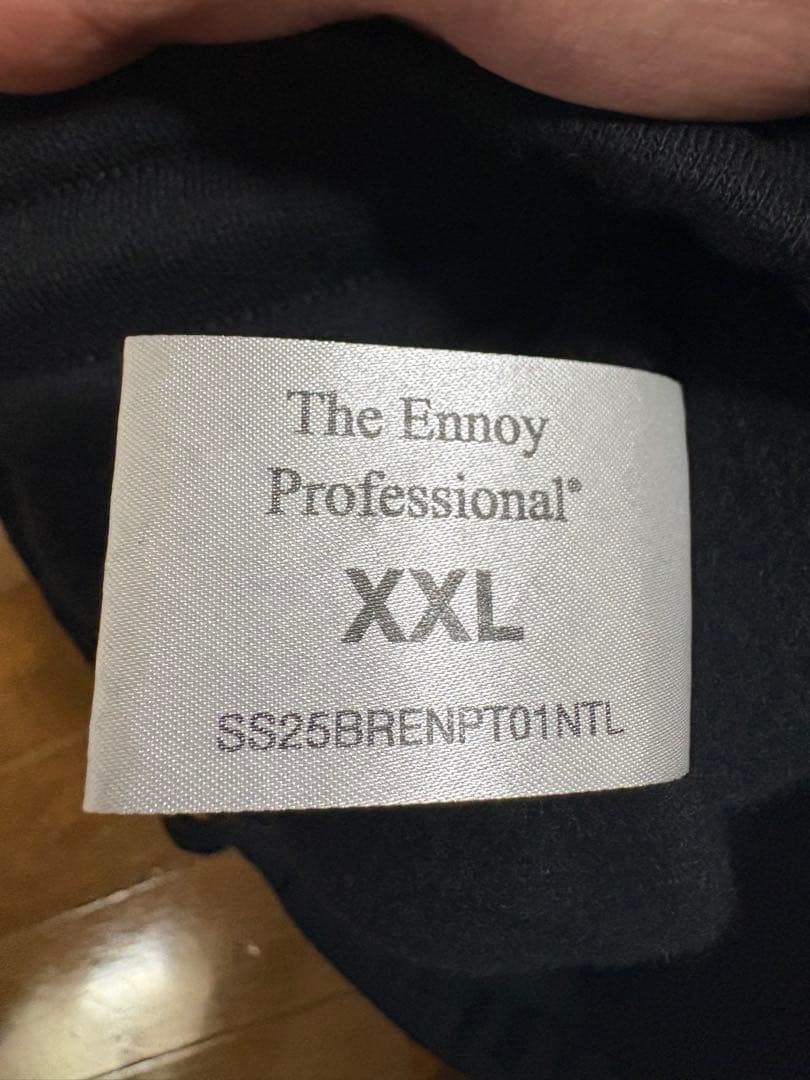 The Ennoy
Professional®
XXL
SS25BRENPT01NTL